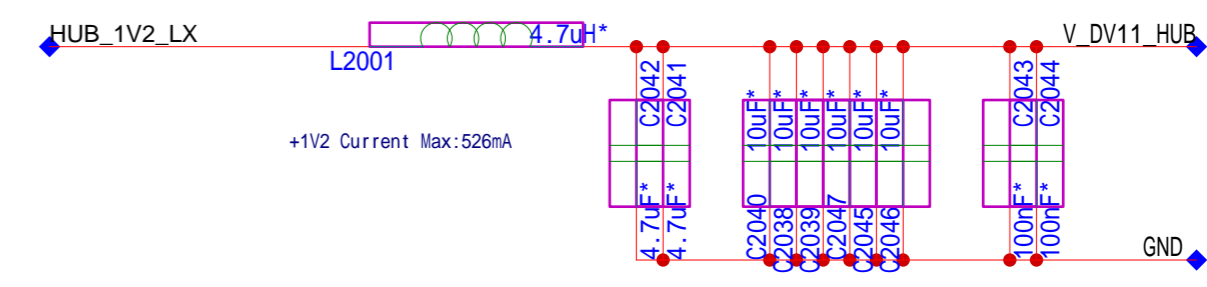 HUB_1V2_LX
4.7uH*
V_DV11_HUB
L2001
+1V2 Current Max:526mA
C2042
C2041
10uF*
10uF*
10uF*
10uF*
10uF*
10uF*
C2043
C2044
4.7uF*
4.7uF*
C2040
C2038
C2039
C2047
C2045
C2046
100nF*
100nF*
GND